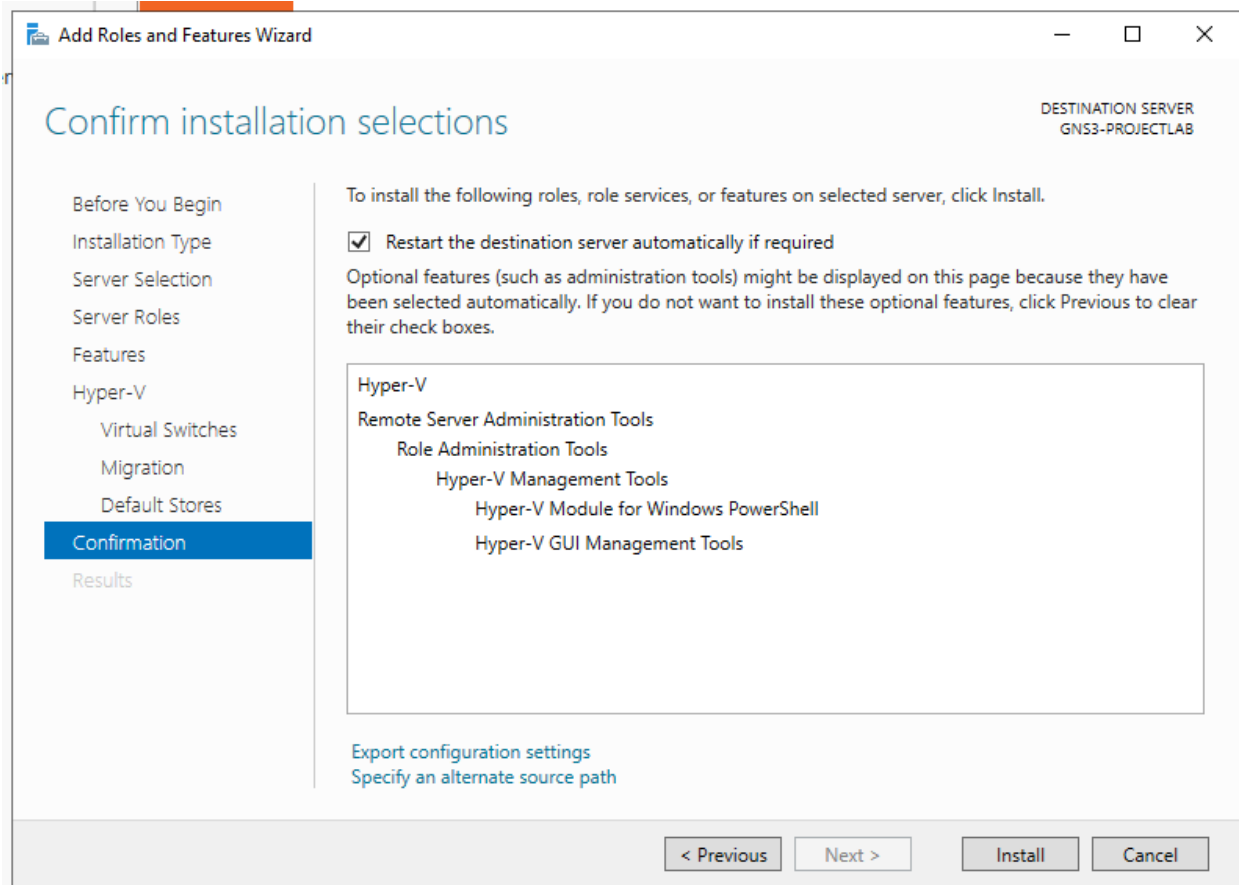 Add Roles and Features Wizard
Confirm installation selections
DESTINATION SERVER
GNS3-PROJECTLAB
Before You Begin
Installation Type
Server Selection
Server Roles
Features
Hyper-V
Virtual Switches
Migration
Default Stores
Confirmation
Results
To install the following roles, role services, or features on selected server, click Install.
Restart the destination server automatically if required
Optional features (such as administration tools) might be displayed on this page because they have
been selected automatically. If you do not want to install these optional features, click Previous to clear
their check boxes.
Hyper-V
Remote Server Administration Tools
Role Administration Tools
Hyper-V Management Tools
Hyper-V Module for Windows PowerShell
Hyper-V GUI Management Tools
Export configuration settings
Specify an alternate source path
< Previous
Next >
Install
Cancel